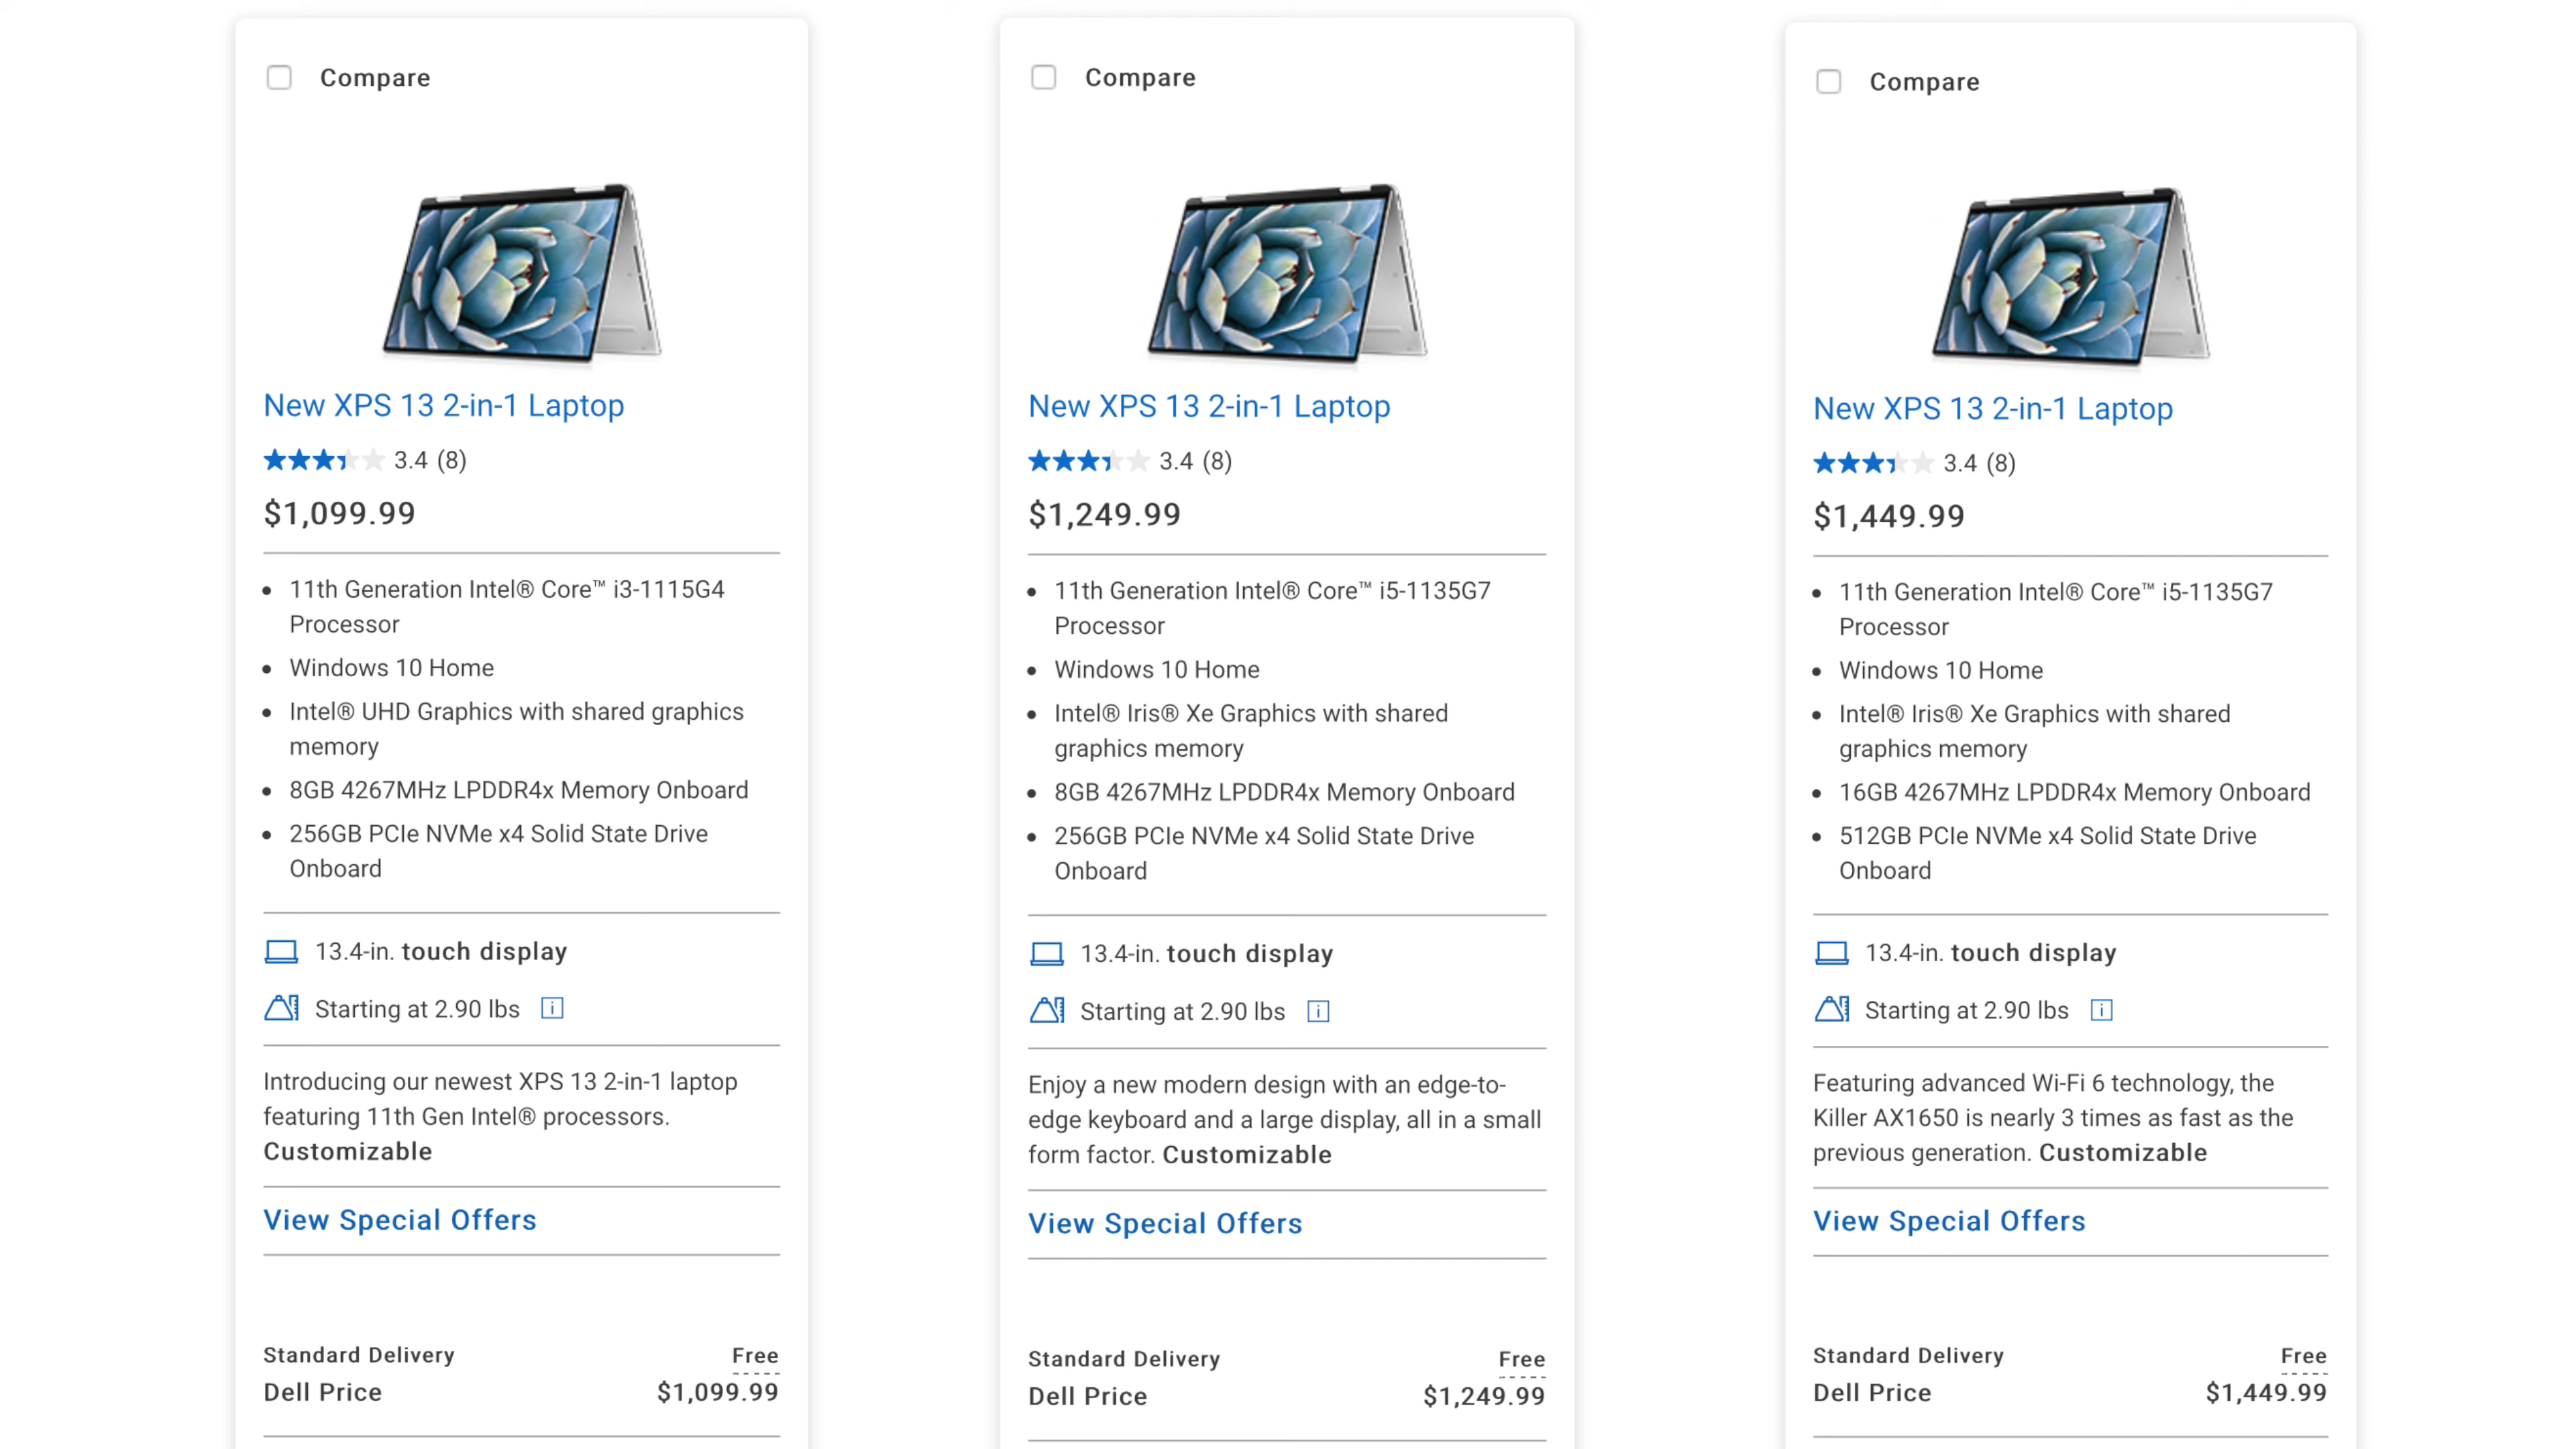 Compare
New XPS 13 2-in-1 Laptop
3.4 (8)
$1,099.99
11th Generation Intel® Core™ i3-1115G4
Processor
Windows 10 Home
Intel® UHD Graphics with shared graphics
memory
8GB 4267MHz LPDDR4x Memory Onboard
256GB PCIe NVMe x4 Solid State Drive
Onboard
13.4-in. touch display
Starting at 2.90 lbs
Introducing our newest XPS 13 2-in-1 laptop
featuring 11th Gen Intel® processors.
Customizable
View Special Offers
Standard Delivery Free
Dell Price $1,099.99
Compare
New XPS 13 2-in-1 Laptop
3.4 (8)
$1,249.99
11th Generation Intel® Core™ i5-1135G7
Processor
Windows 10 Home
Intel® Iris® Xe Graphics with shared
graphics memory
8GB 4267MHz LPDDR4x Memory Onboard
256GB PCIe NVMe x4 Solid State Drive
Onboard
13.4-in. touch display
Starting at 2.90 lbs
Enjoy a new modern design with an edge-to-
edge keyboard and a large display, all in a small
form factor. Customizable
View Special Offers
Standard Delivery Free
Dell Price $1,249.99
Compare
New XPS 13 2-in-1 Laptop
3.4 (8)
$1,449.99
11th Generation Intel® Core™ i5-1135G7
Processor
Windows 10 Home
Intel® Iris® Xe Graphics with shared
graphics memory
16GB 4267MHz LPDDR4x Memory Onboard
512GB PCIe NVMe x4 Solid State Drive
Onboard
13.4-in. touch display
Starting at 2.90 lbs
Featuring advanced Wi-Fi 6 technology, the
Killer AX1650 is nearly 3 times as fast as the
previous generation. Customizable
View Special Offers
Standard Delivery Free
Dell Price $1,449.99